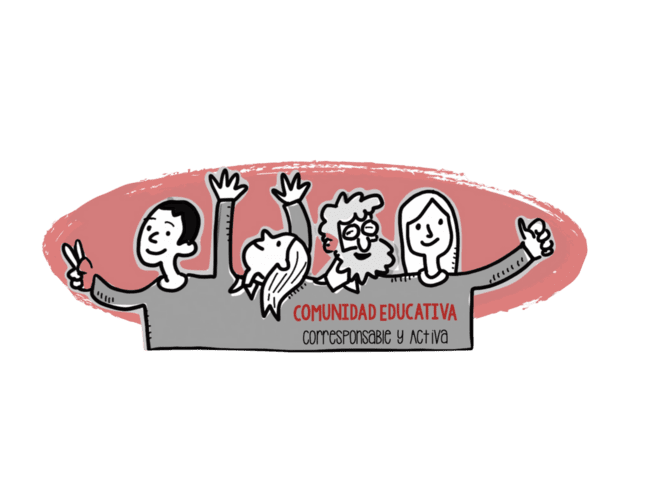 COMUNIDAD EDUCATIVA
corresponsable y activa